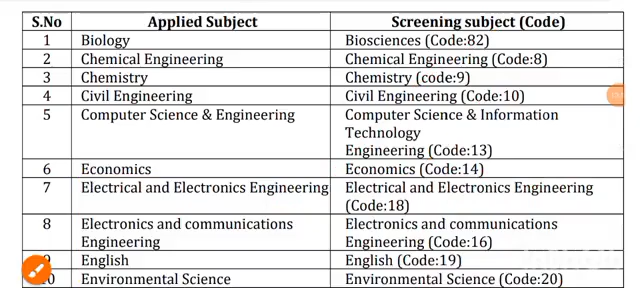 S.No Applied Subject Screening subject (Code)
1 Biology Biosciences (Code:82)
2 Chemical Engineering Chemical Engineering (Code:8)
3 Chemistry Chemistry (code:9)
4 Civil Engineering Civil Engineering (Code:10)
5 Computer Science & Engineering Computer Science & Information
Technology
Engineering (Code:13)
6 Economics Economics (Code:14)
7 Electrical and Electronics Engineering Electrical and Electronics Engineering
(Code:18)
8 Electronics and communications Electronics and communications
Engineering Engineering (Code:16)
9 English English (Code:19)
10 Environmental Science Environmental Science (Code:20)